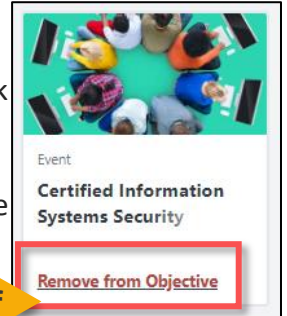 Event
Certified Information
Systems Security
Remove from Objective